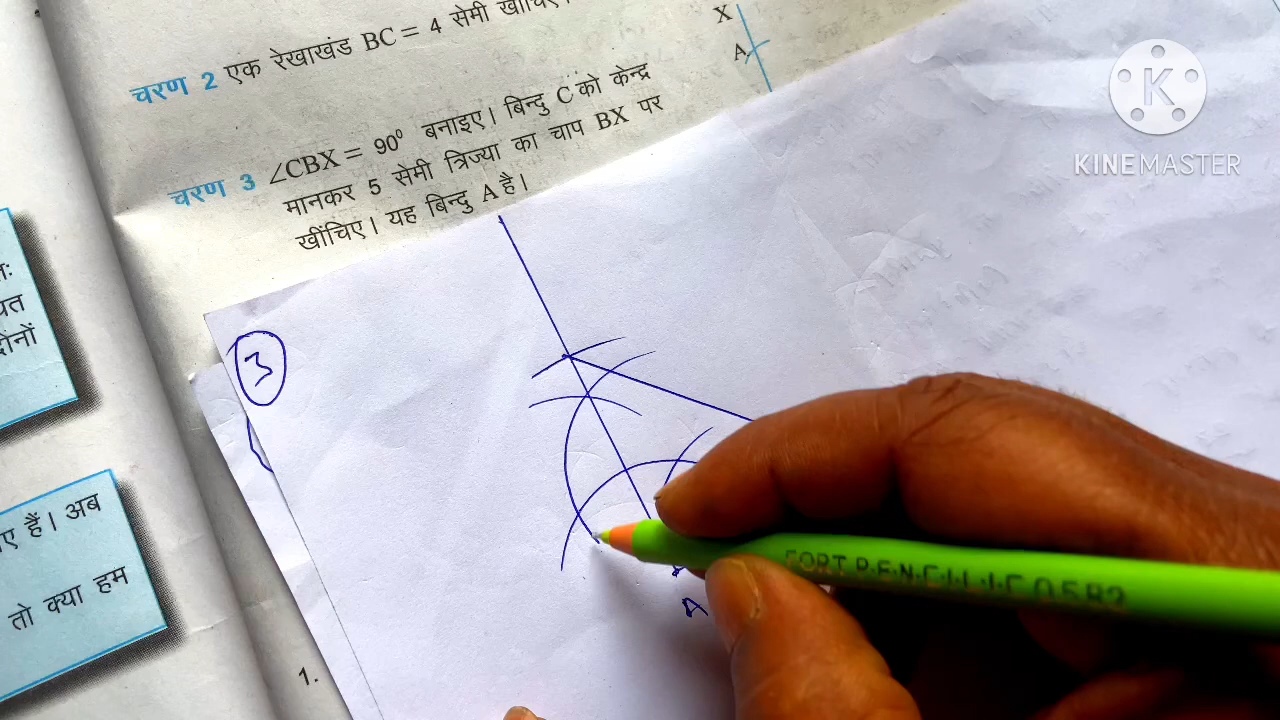 चरण 2 एक रेखाखंड BC = 4 सेमी खींचिए।
चरण 3 ∠CBX = 90⁰ बनाइए। बिन्दु C को केन्द्र
मानकर 5 सेमी त्रिज्या का चाप BX पर
खींचिए। यह बिन्दु A है।
X
A
K
KINEMASTER
3
दोनों
ए हैं। अब
तो क्या हम
1.
A